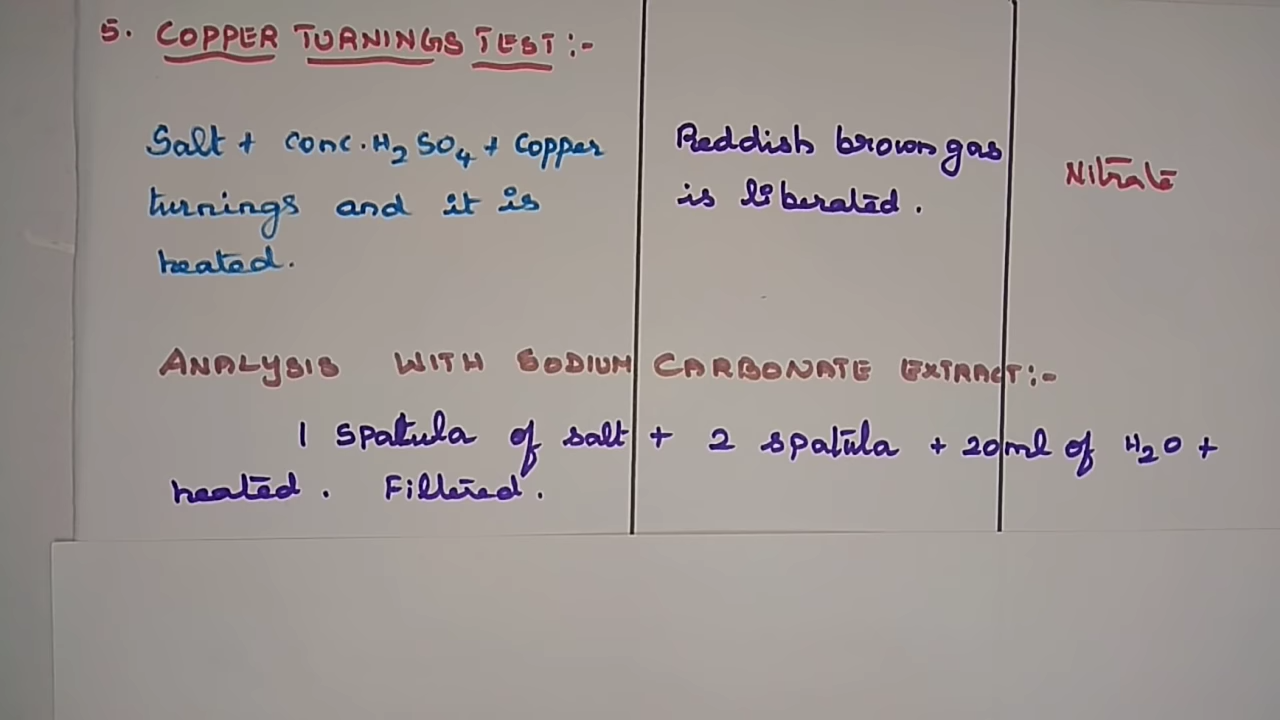 5. COPPER TURNINGS TEST:-
Salt + conc. H2SO4 + copper
turnings and it is
heated.
Reddish brown gas
is liberated.
Nitrate
ANALYSIS WITH SODIUM CARBONATE EXTRACT:-
1 spatula of salt + 2 spatula + 20ml of H2O +
heated. Filtered.